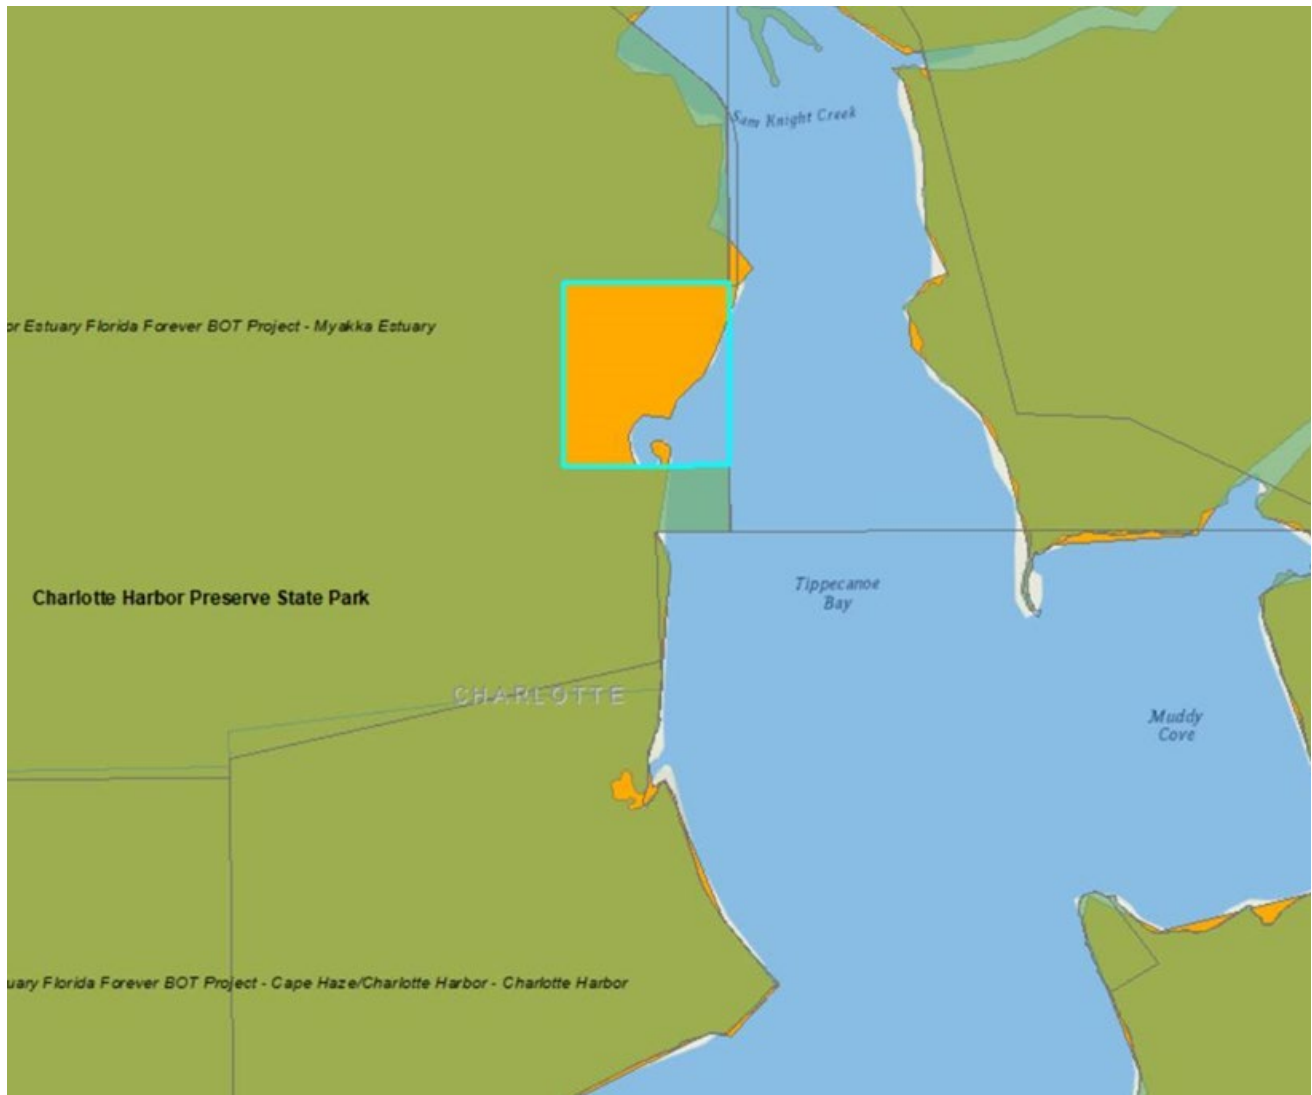 Sam Knight Creek
or Estuary Florida Forever BOT Project - Myakka Estuary
Tippecanoe
Bay
Charlotte Harbor Preserve State Park
CHARLOTTE
Muddy
Cove
uary Florida Forever BOT Project - Cape Haze/Charlotte Harbor - Charlotte Harbor